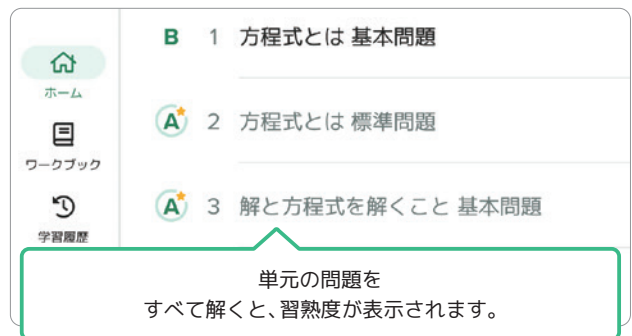 B 1 方程式とは 基本問題
ホーム
A 2 方程式とは 標準問題
ワークブック
A 3 解と方程式を解くこと 基本問題
学習履歴
単元の問題を
すべて解くと、習熟度が表示されます。